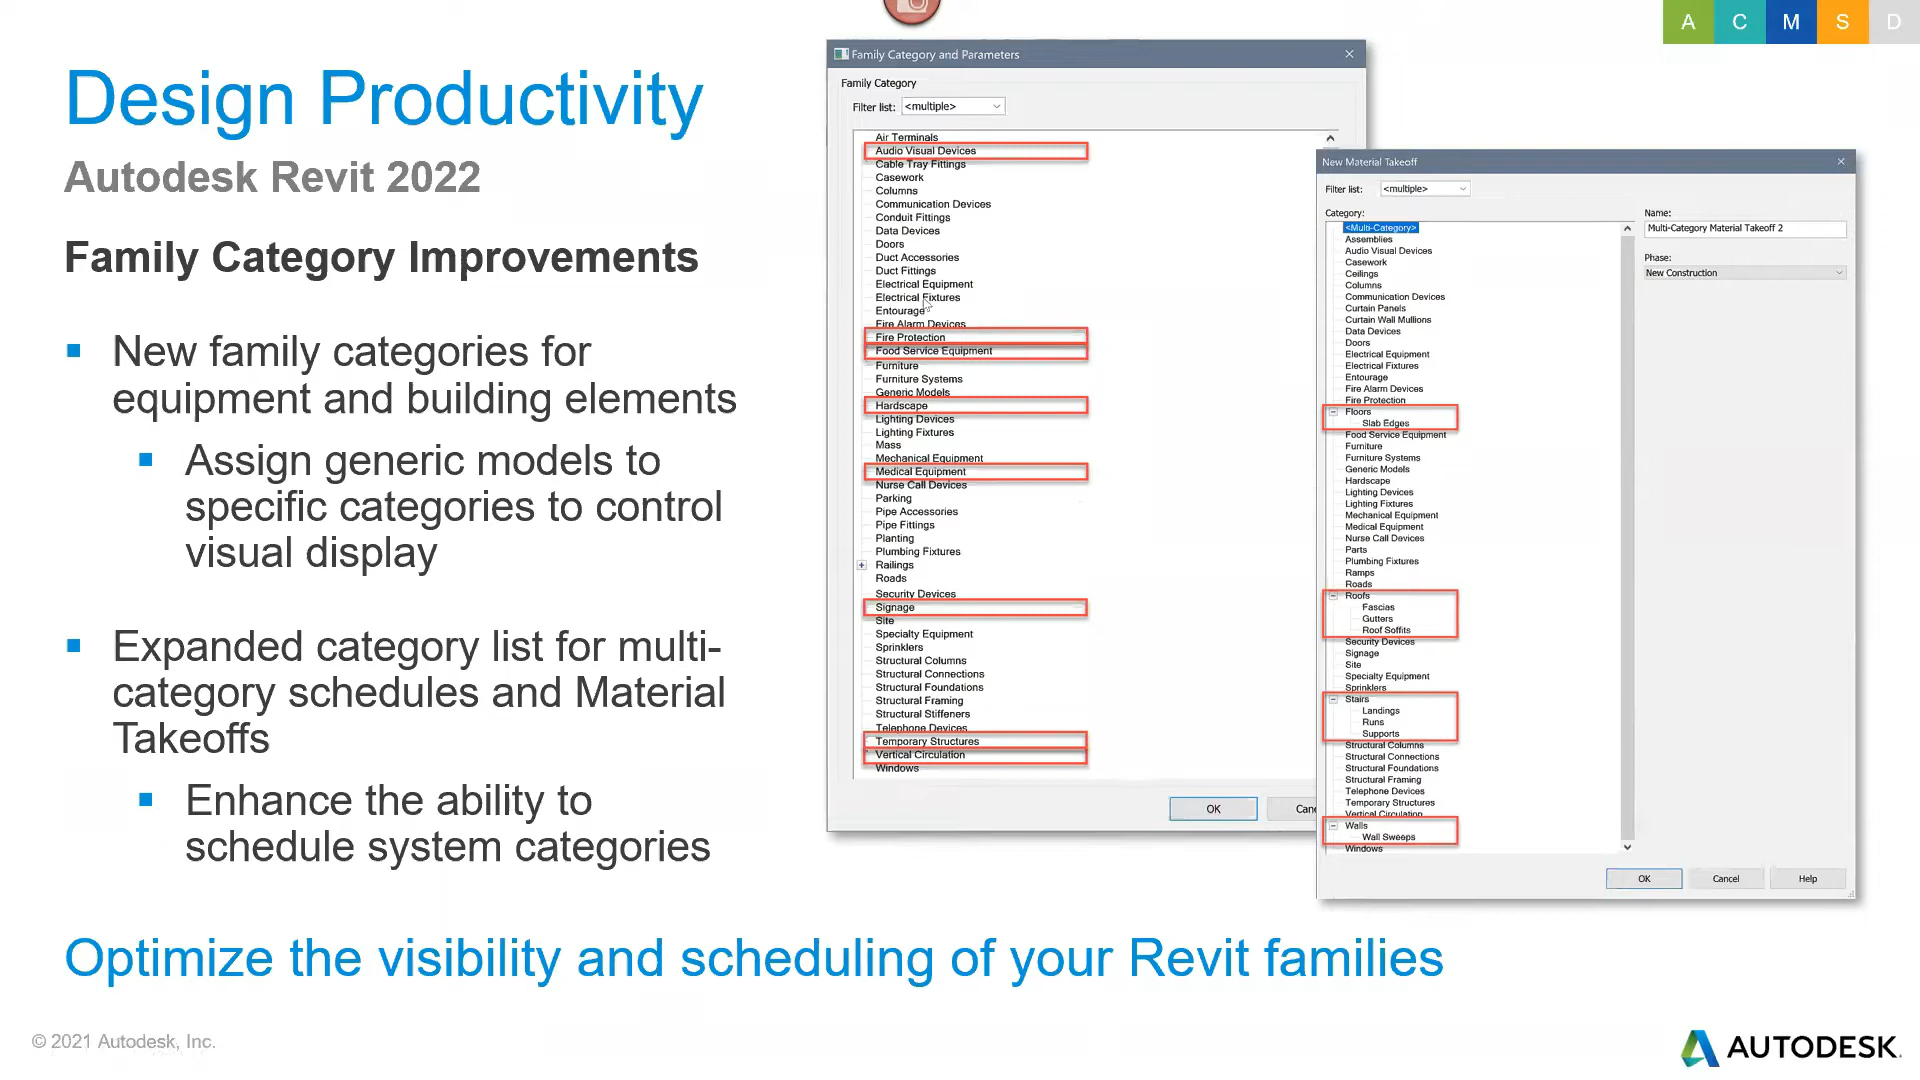 A C M S D
Design Productivity
Autodesk Revit 2022
Family Category Improvements
New family categories for
equipment and building elements
Assign generic models to
specific categories to control
visual display
Expanded category list for multi-
category schedules and Material
Takeoffs
Enhance the ability to
schedule system categories
Family Category and Parameters
Family Category
Filter list: <multiple>
Air Terminals
Audio Visual Devices
Cable Tray Fittings
Casework
Columns
Communication Devices
Conduit Fittings
Data Devices
Doors
Duct Accessories
Duct Fittings
Electrical Equipment
Electrical Fixtures
Entourage
Fire Alarm Devices
Fire Protection
Food Service Equipment
Furniture
Furniture Systems
Generic Models
Hardscape
Lighting Devices
Lighting Fixtures
Mass
Mechanical Equipment
Medical Equipment
Nurse Call Devices
Parking
Pipe Accessories
Pipe Fittings
Planting
Plumbing Fixtures
Railings
Roads
Security Devices
Signage
Site
Specialty Equipment
Sprinklers
Structural Columns
Structural Connections
Structural Foundations
Structural Framing
Structural Stiffeners
Telephone Devices
Temporary Structures
Vertical Circulation
Windows
OK Canc
New Material Takeoff
Filter list: <multiple>
Category:
<Multi-Category>
Assemblies
Audio Visual Devices
Casework
Ceilings
Columns
Communication Devices
Curtain Panels
Curtain Wall Mullions
Data Devices
Doors
Electrical Equipment
Electrical Fixtures
Entourage
Fire Alarm Devices
Fire Protection
Floors
Slab Edges
Food Service Equipment
Furniture
Furniture Systems
Generic Models
Hardscape
Lighting Devices
Lighting Fixtures
Mechanical Equipment
Medical Equipment
Nurse Call Devices
Parts
Plumbing Fixtures
Ramps
Roads
Roofs
Fascias
Gutters
Roof Soffits
Security Devices
Signage
Site
Specialty Equipment
Sprinklers
Stairs
Landings
Runs
Supports
Structural Columns
Structural Connections
Structural Foundations
Structural Framing
Telephone Devices
Temporary Structures
Vertical Circulation
Walls
Wall Sweeps
Windows
Name:
Multi-Category Material Takeoff 2
Phase:
New Construction
OK Cancel Help
Optimize the visibility and scheduling of your Revit families
© 2021 Autodesk, Inc.
AUTODESK.